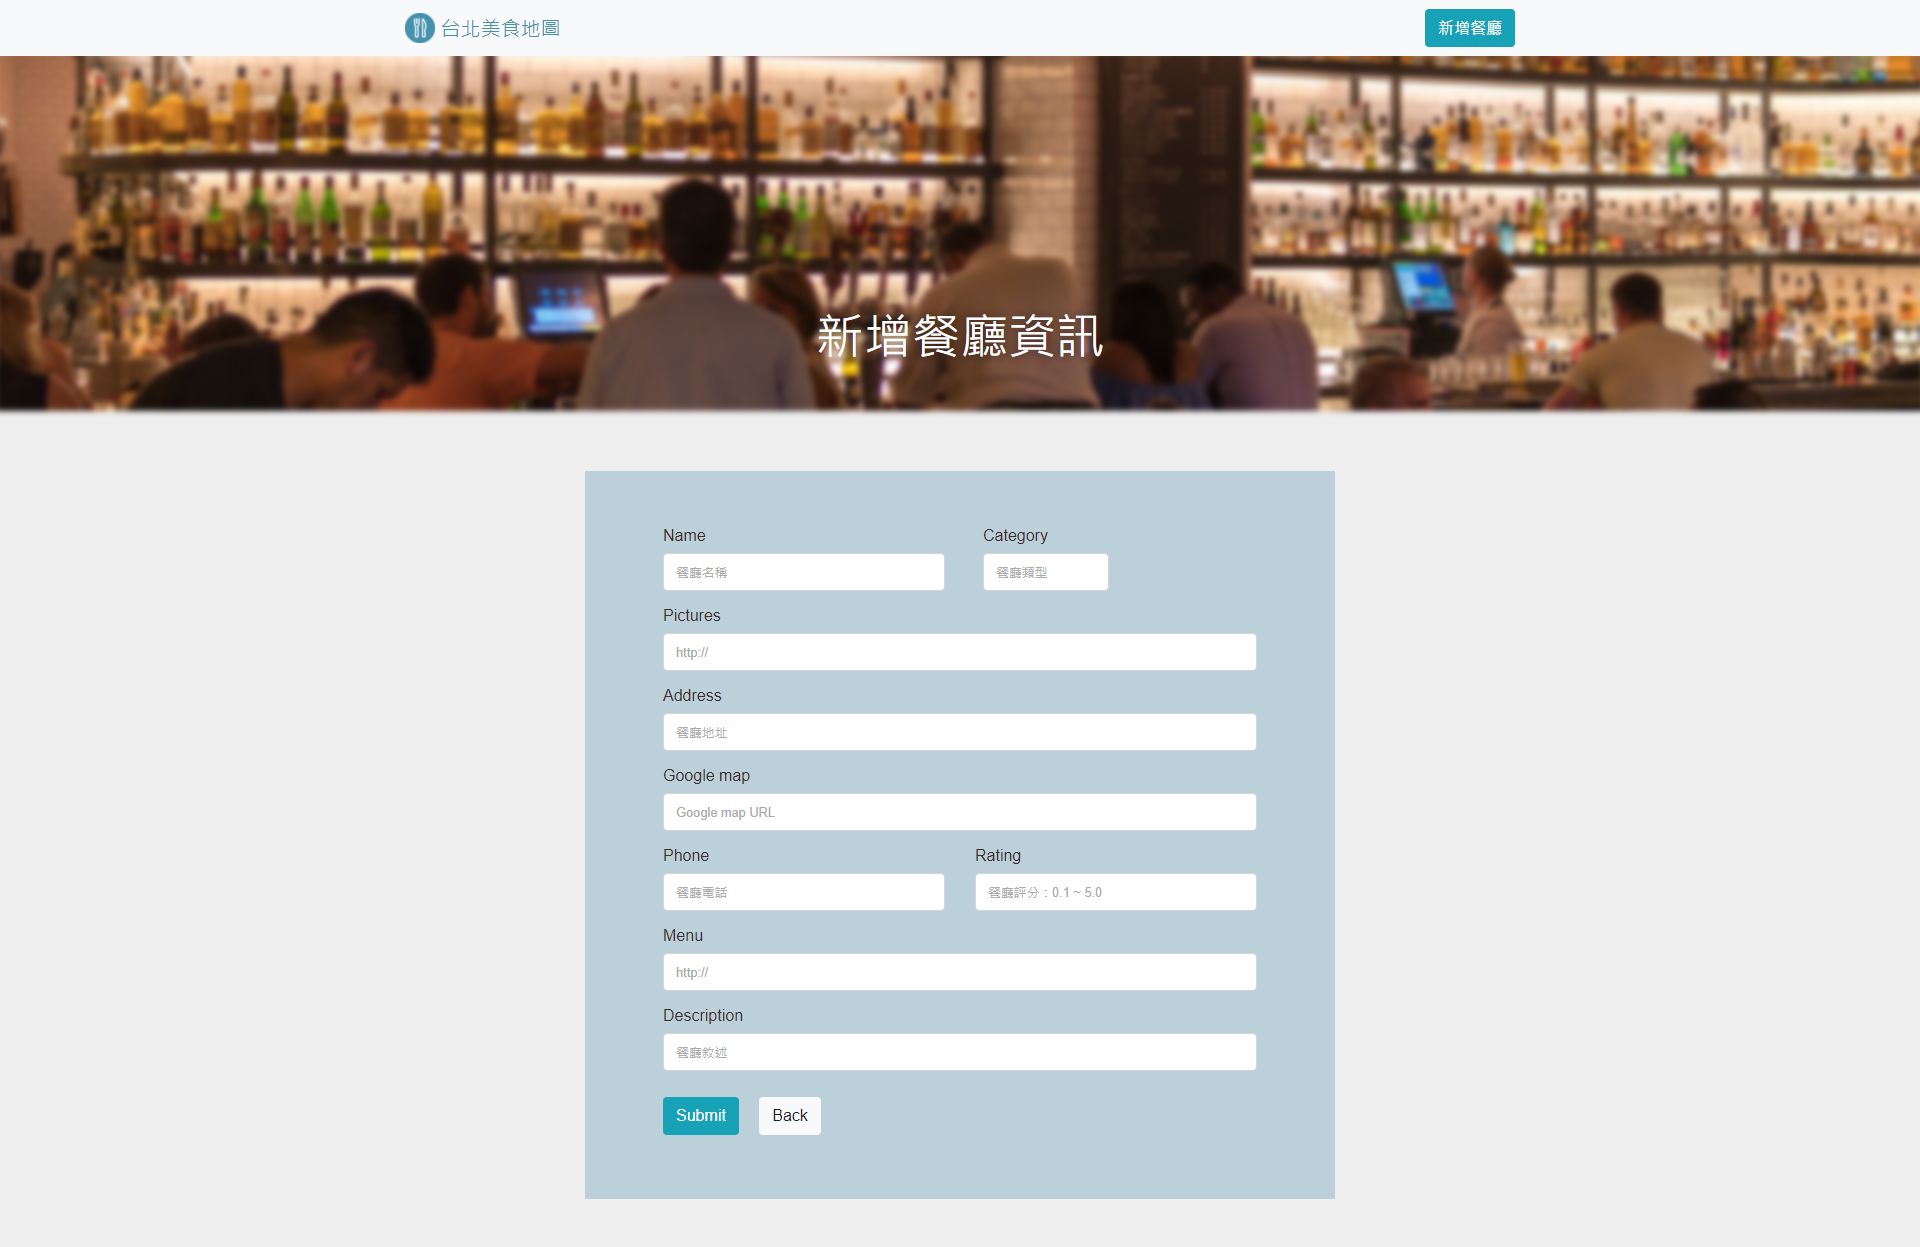 台北美食地圖
新增餐廳
新增餐廳資訊
Name
Category
餐廳名稱
餐廳類型
Pictures
http://
Address
餐廳地址
Google map
Google map URL
Phone
Rating
餐廳電話
餐廳評分：0.1 ~ 5.0
Menu
http://
Description
餐廳敘述
Submit
Back